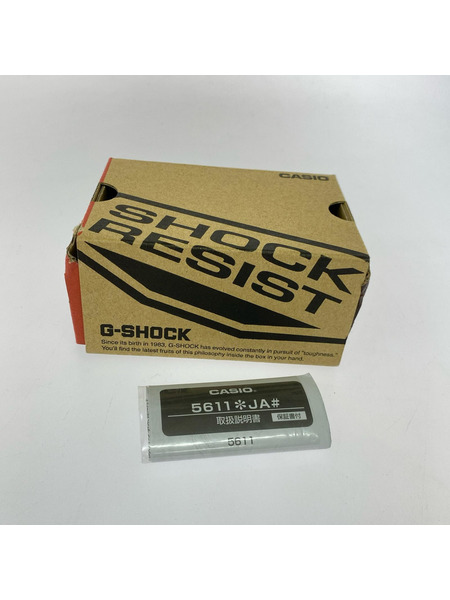 CASIO
SHOCK
RESIST
G-SHOCK
Since its birth in 1983, G-SHOCK has evolved constantly in pursuit of "toughness."
You'll find the latest fruits of this philosophy inside the box in your hand.
CASIO®
5611✻JA#
取扱説明書 保証書付
5611